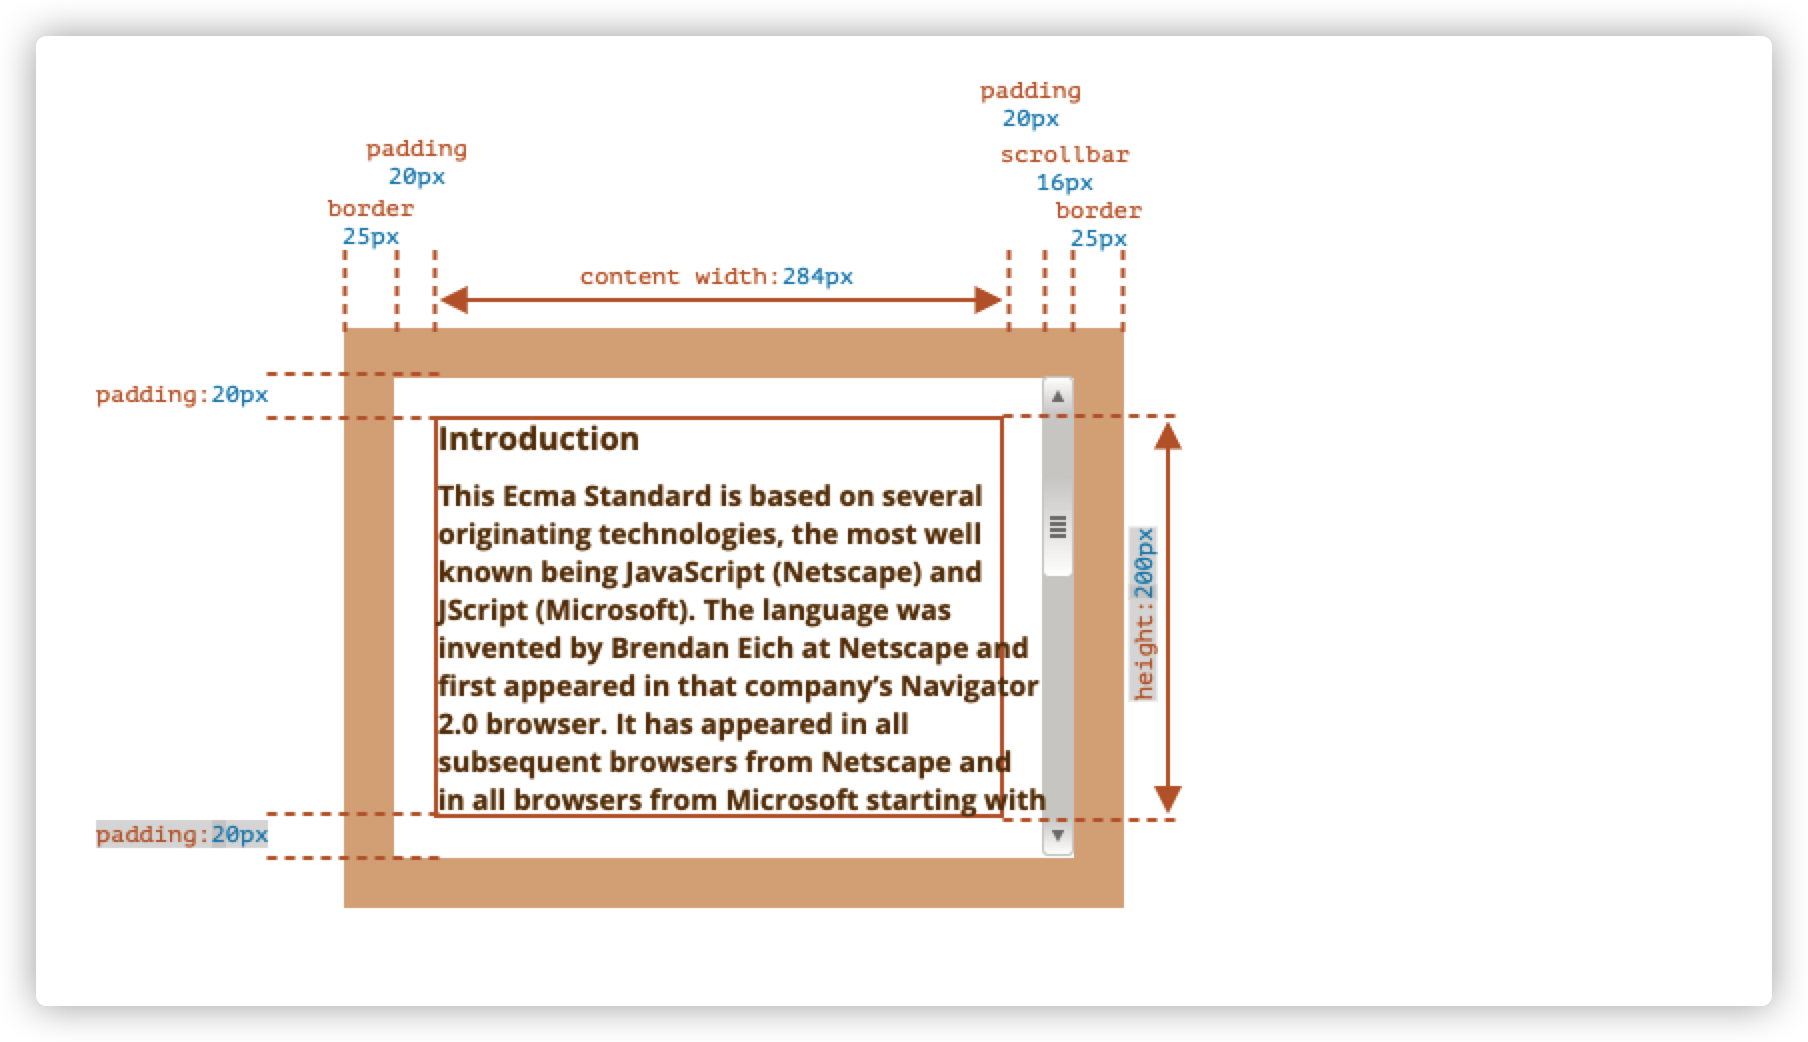 padding
20px
padding
20px
scrollbar
16px
border
25px
border
25px
content width:284px
padding:20px
Introduction
This Ecma Standard is based on several
originating technologies, the most well
known being JavaScript (Netscape) and
JScript (Microsoft). The language was
invented by Brendan Eich at Netscape and
first appeared in that company’s Navigator
2.0 browser. It has appeared in all
subsequent browsers from Netscape and
in all browsers from Microsoft starting with
height:200px
padding:20px